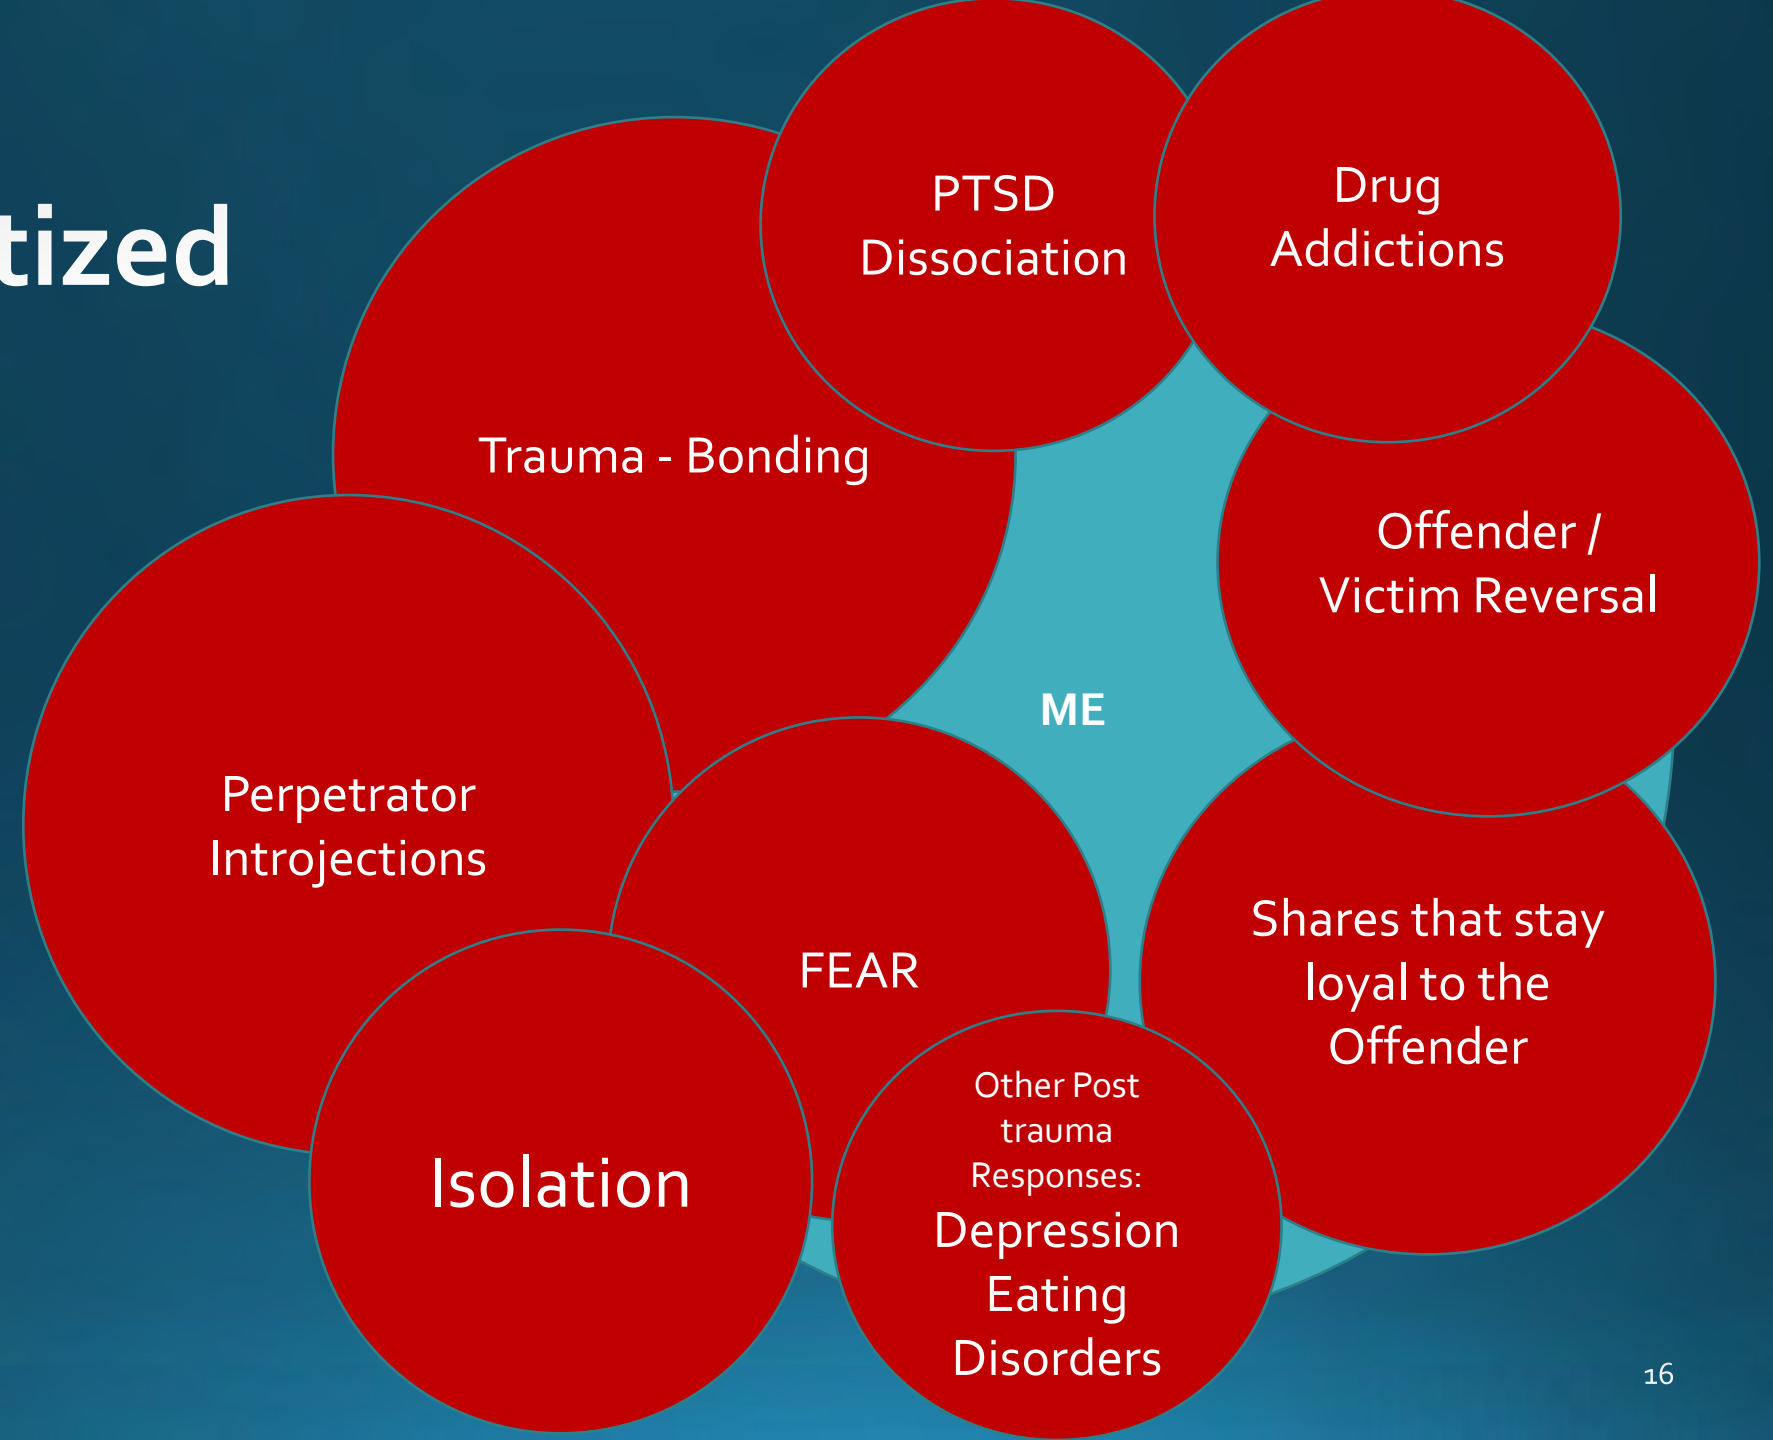 tized
PTSD
Dissociation
Drug
Addictions
Trauma - Bonding
Offender /
Victim Reversal
ME
Perpetrator
Introjections
FEAR
Shares that stay
loyal to the
Offender
Isolation
Other Post
trauma
Responses:
Depression
Eating
Disorders
16